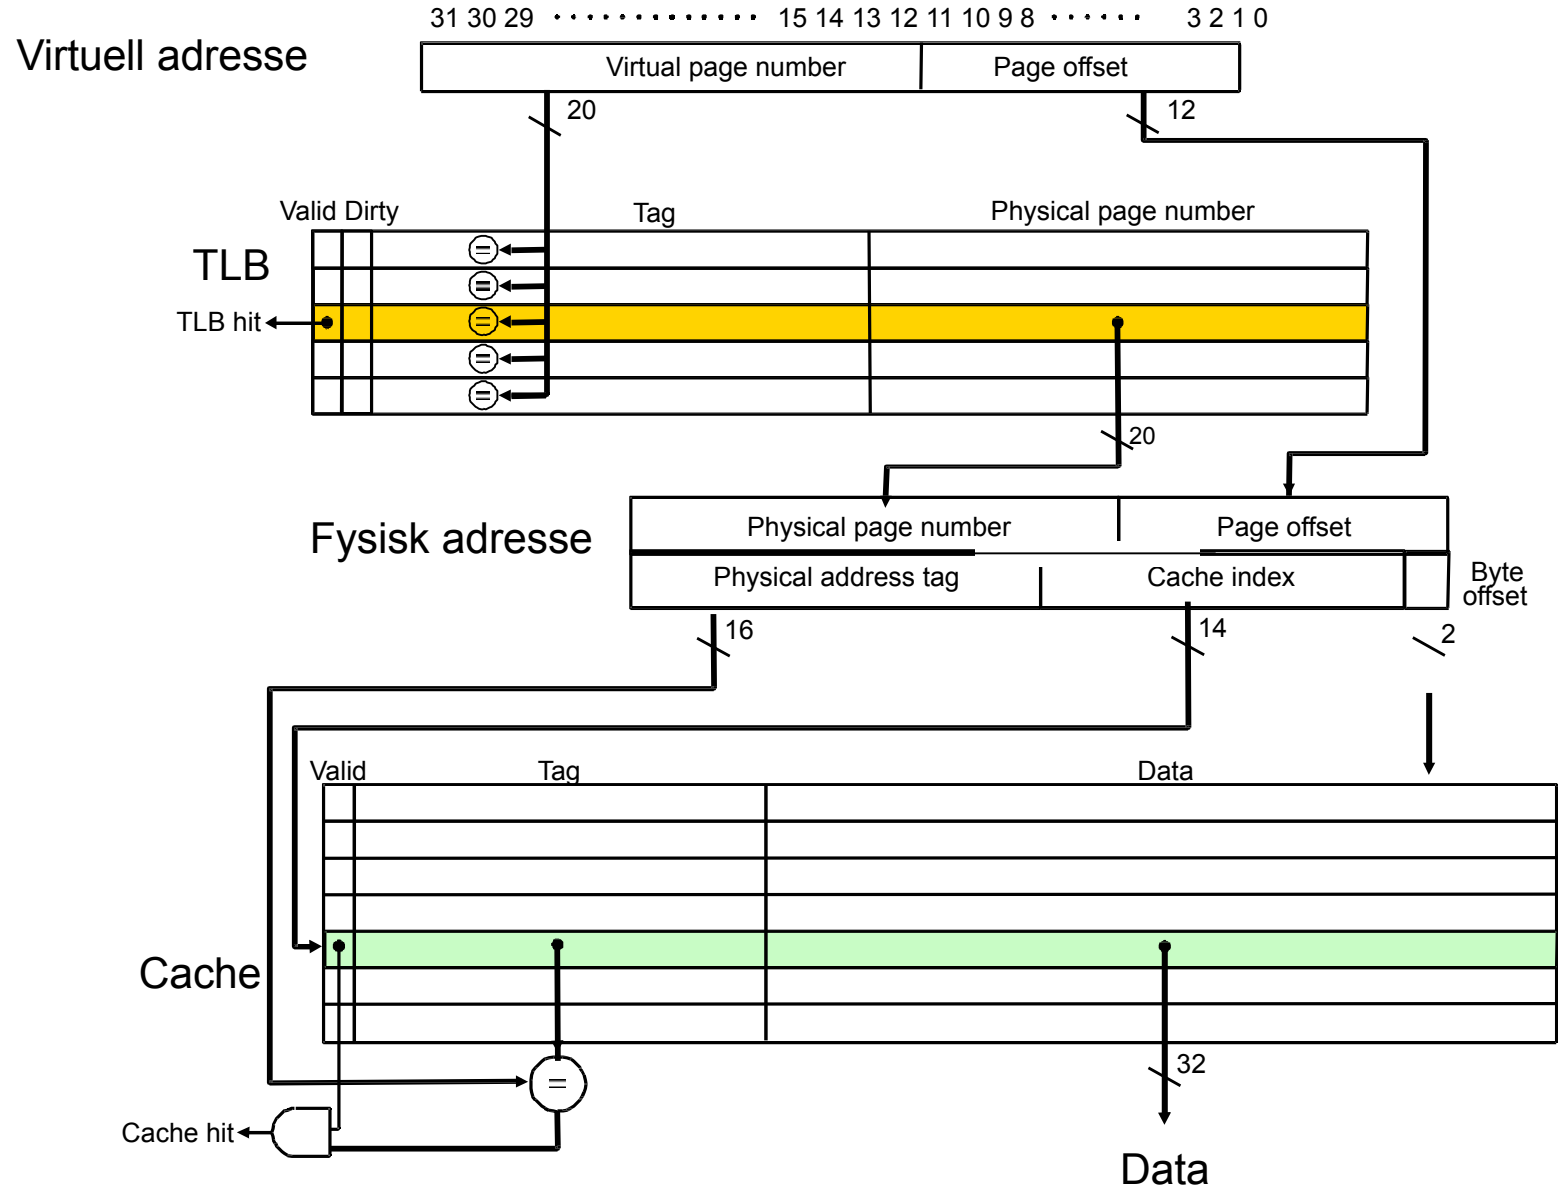 31 30 29 ············ 15 14 13 12 11 10 9 8 ······ 3 2 1 0
Virtuell adresse
Virtual page number
Page offset
20
12
Valid Dirty
Tag
Physical page number
TLB
=
=
TLB hit
=
=
=
20
Fysisk adresse
Physical page number
Page offset
Physical address tag
Cache index
Byte
offset
16
14
2
Valid
Tag
Data
Cache
=
32
Cache hit
Data